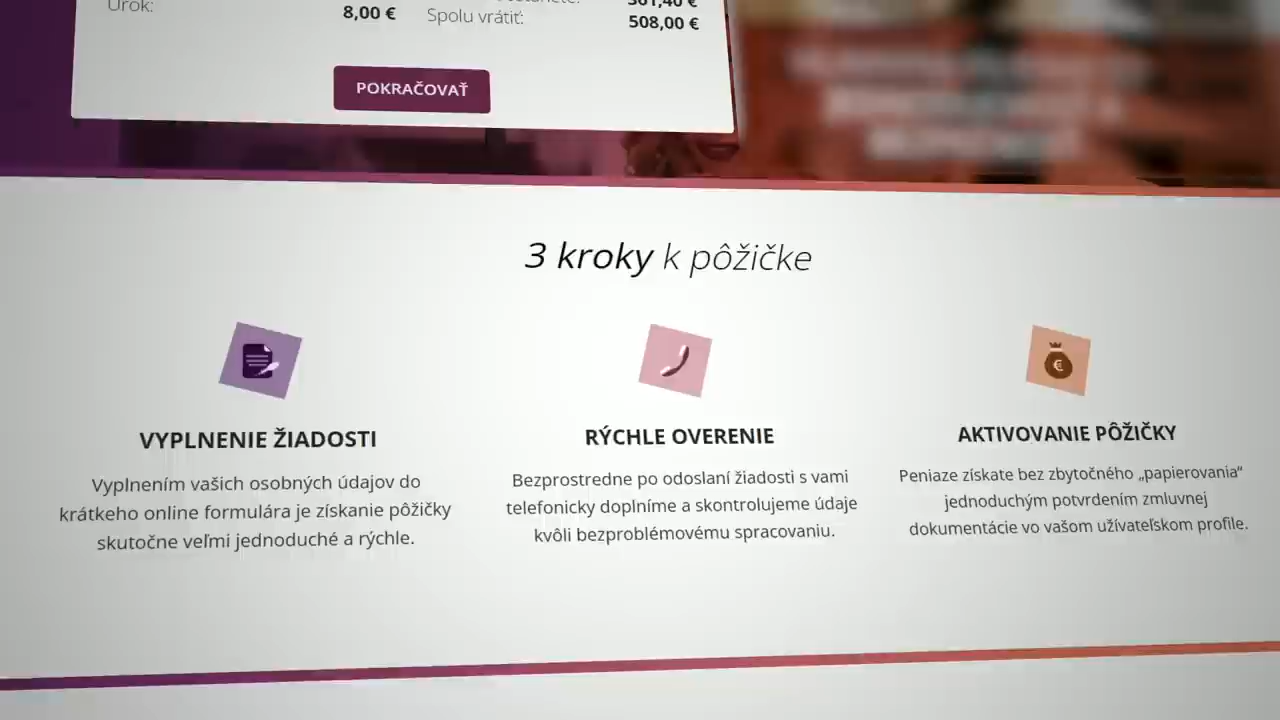 Úrok:
8,00 €
361,40 €
Spolu vrátiť:
508,00 €
POKRAČOVAŤ
3 kroky k pôžičke
€
VYPLNENIE ŽIADOSTI
Vyplnením vašich osobných údajov do
krátkeho online formulára je získanie pôžičky
skutočne veľmi jednoduché a rýchle.
RÝCHLE OVERENIE
Bezprostredne po odoslaní žiadosti s vami
telefonicky doplníme a skontrolujeme údaje
kvôli bezproblémovému spracovaniu.
AKTIVOVANIE PÔŽIČKY
Peniaze získate bez zbytočného „papierovania“
jednoduchým potvrdením zmluvnej
dokumentácie vo vašom užívateľskom profile.